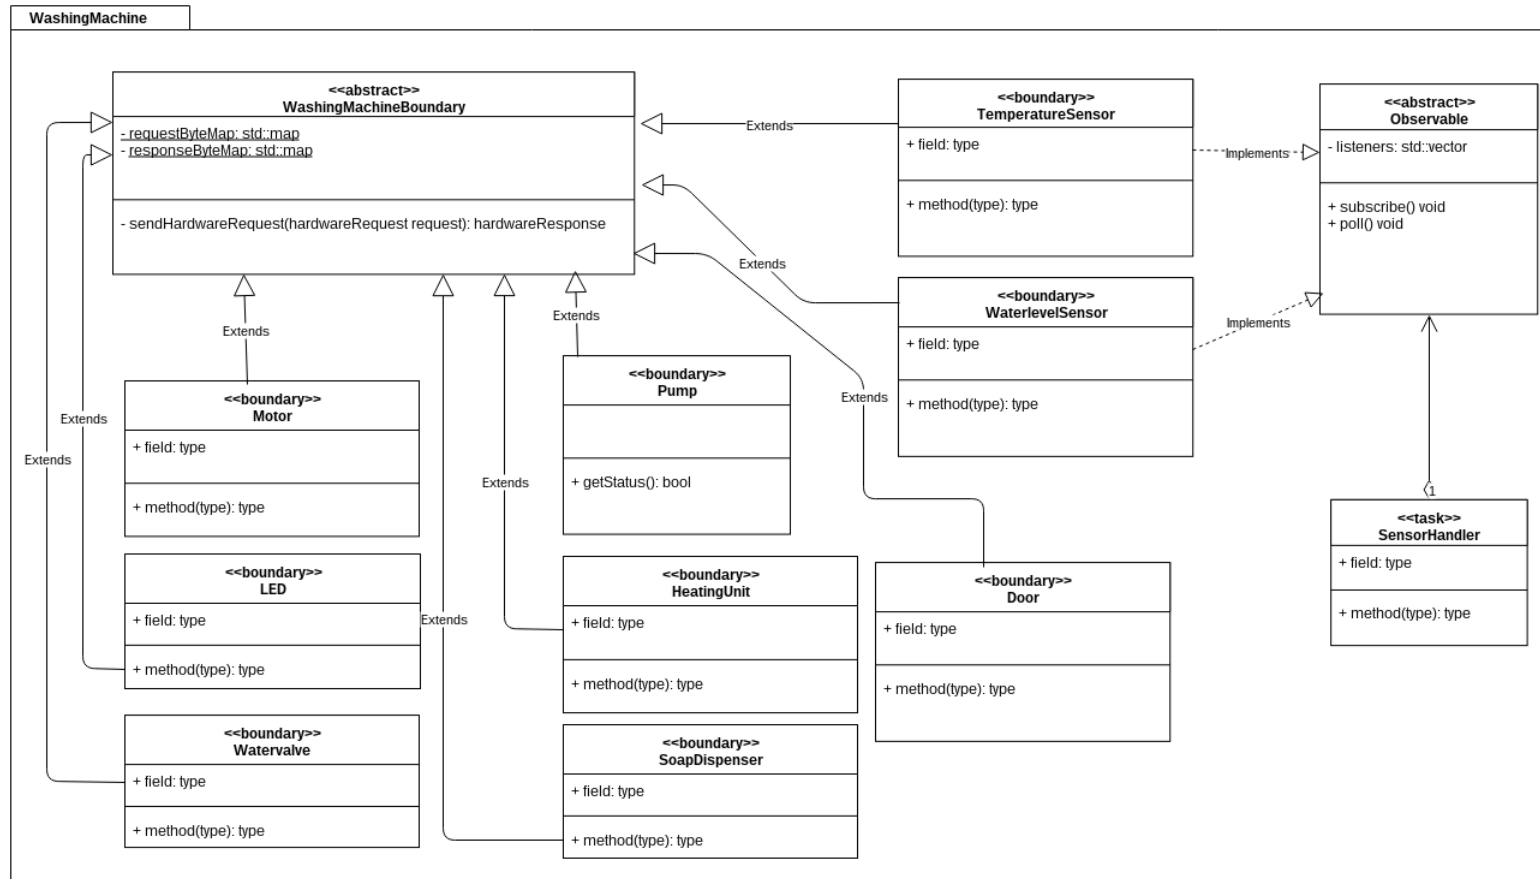 WashingMachine
<<abstract>>
WashingMachineBoundary
- requestByteMap: std::map
- responseByteMap: std::map
- sendHardwareRequest(hardwareRequest request): hardwareResponse
Extends
<<boundary>>
TemperatureSensor
+ field: type
+ method(type): type
Implements
<<abstract>>
Observable
- listeners: std::vector
+ subscribe() void
+ poll() void
Extends
<<boundary>>
WaterlevelSensor
+ field: type
+ method(type): type
Implements
Extends
Extends
Extends
Extends
Extends
Extends
Extends
<<boundary>>
Motor
+ field: type
+ method(type): type
<<boundary>>
Pump
+ getStatus(): bool
<<boundary>>
LED
+ field: type
+ method(type): type
<<boundary>>
HeatingUnit
+ field: type
+ method(type): type
<<boundary>>
Door
+ field: type
+ method(type): type
1
<<task>>
SensorHandler
+ field: type
+ method(type): type
<<boundary>>
Watervalve
+ field: type
+ method(type): type
<<boundary>>
SoapDispenser
+ field: type
+ method(type): type